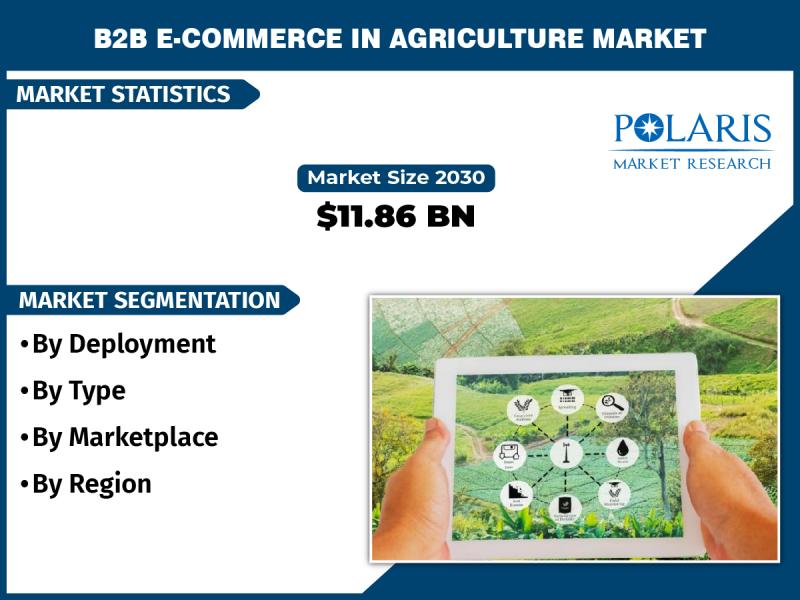 B2B E-COMMERCE IN AGRICULTURE MARKET
MARKET STATISTICS
POLARIS
MARKET RESEARCH
Market Size 2030
$11.86 BN
MARKET SEGMENTATION
•By Deployment
•By Type
•By Marketplace
•By Region